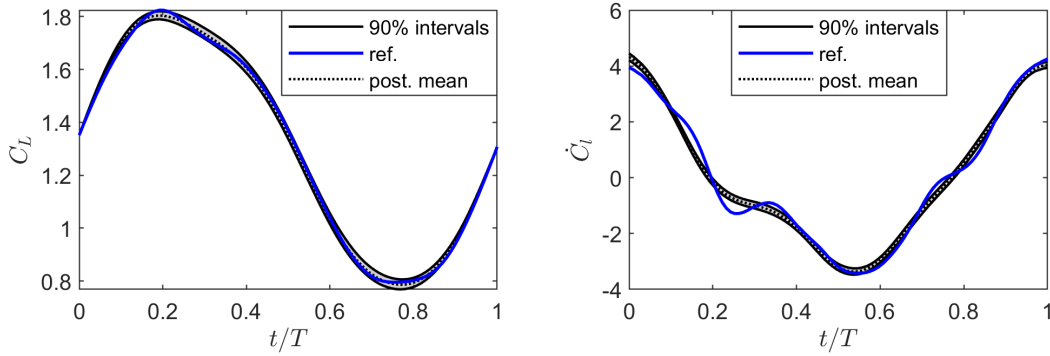 1.8
1.6
1.4
1.2
1
0.8
C_L
0 0.2 0.4 0.6 0.8 1
t/T
90% intervals
ref.
post. mean
6
4
2
0
-2
-4
Ċ_l
0 0.2 0.4 0.6 0.8 1
t/T
90% intervals
ref.
post. mean